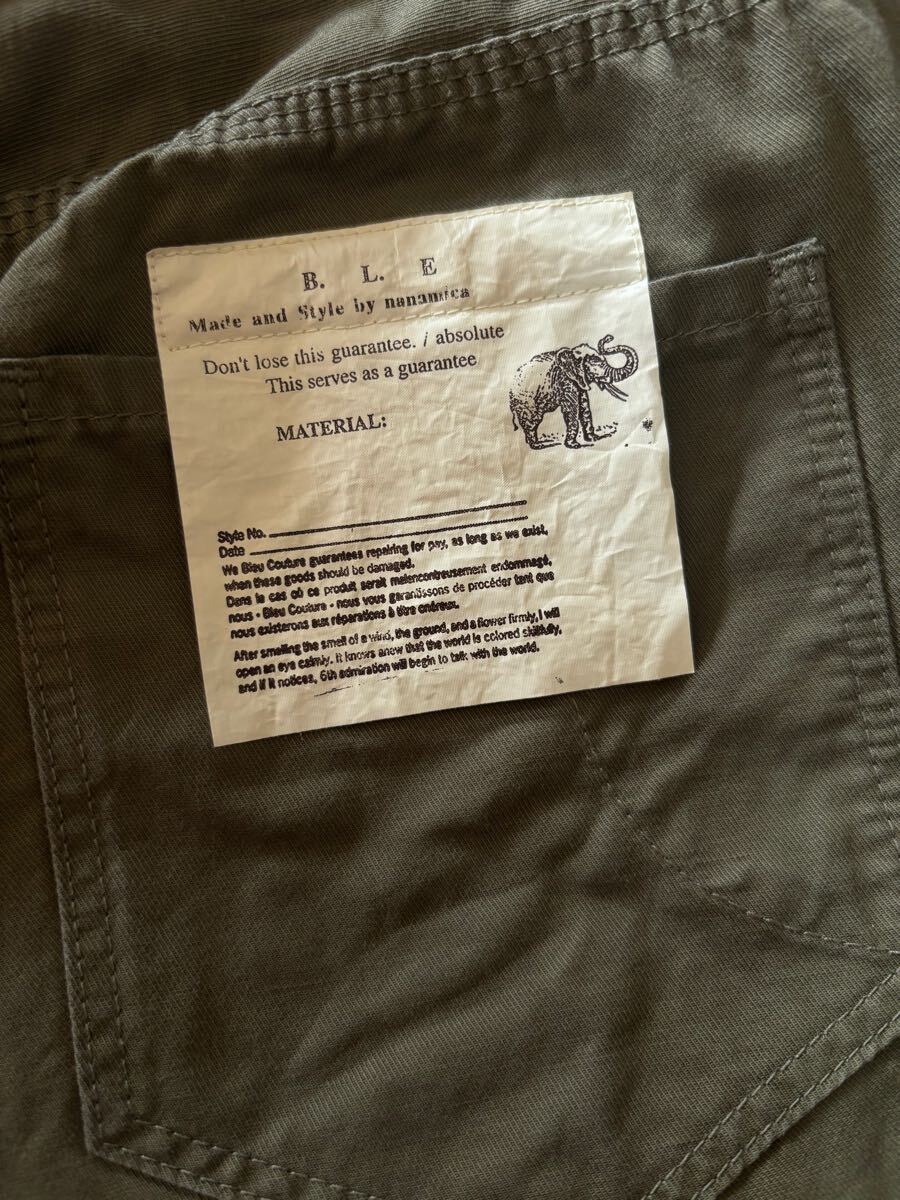 B. L. E
Made and Style by nanamica
Don't lose this guarantee. / absolute
This serves as a guarantee
MATERIAL:
Style No.
Date
We Bleu Couture guarantees repairing for pay, as long as we exist,
when these goods should be damaged.
Dans le cas où ce produit serait malencontreusement endommagé,
nous - Bleu Couture - nous vous garantissons de procéder tant que
nous existerons aux réparations à titre onéreux.
After smelling the smell of a wind, the ground, and a flower firmly, I will
open an eye calmly. It knows anew that the world is colored skillfully,
and if it notices, 6th admiration will begin to talk with the world.